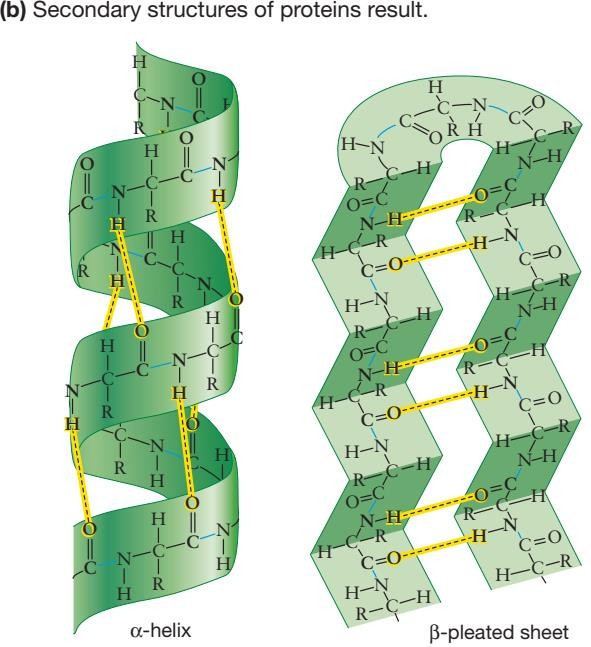 (b) Secondary structures of proteins result.
H
C N O C H
R
O C N H H C R O C N H
R N H C H C R N O
H C R O C N H H C R C
N H
C R N H O C H
O C N H H C R O C N H
H C R N H C O
H N C O C R H C O N H
R O C N H C H R C O
H N C H R O C N H C H R C O
H N C H R O C N H C H R C O
H N C H R
α-helix
β-pleated sheet